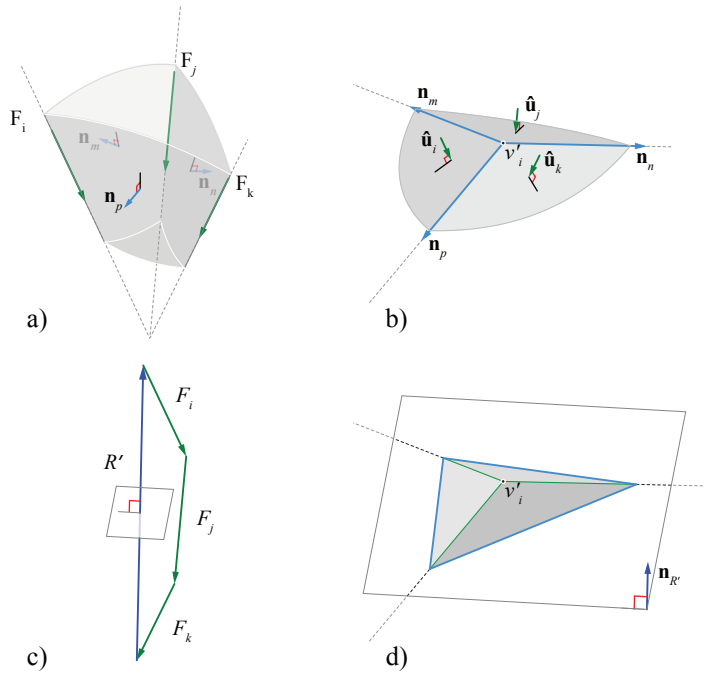 F_j
F_i
n_m
n_n
F_k
n_p
a)
n_m
û_j
û_i
v'_i
û_k
n_n
n_p
b)
F_i
R'
F_j
F_k
c)
v'_i
n_R'
d)